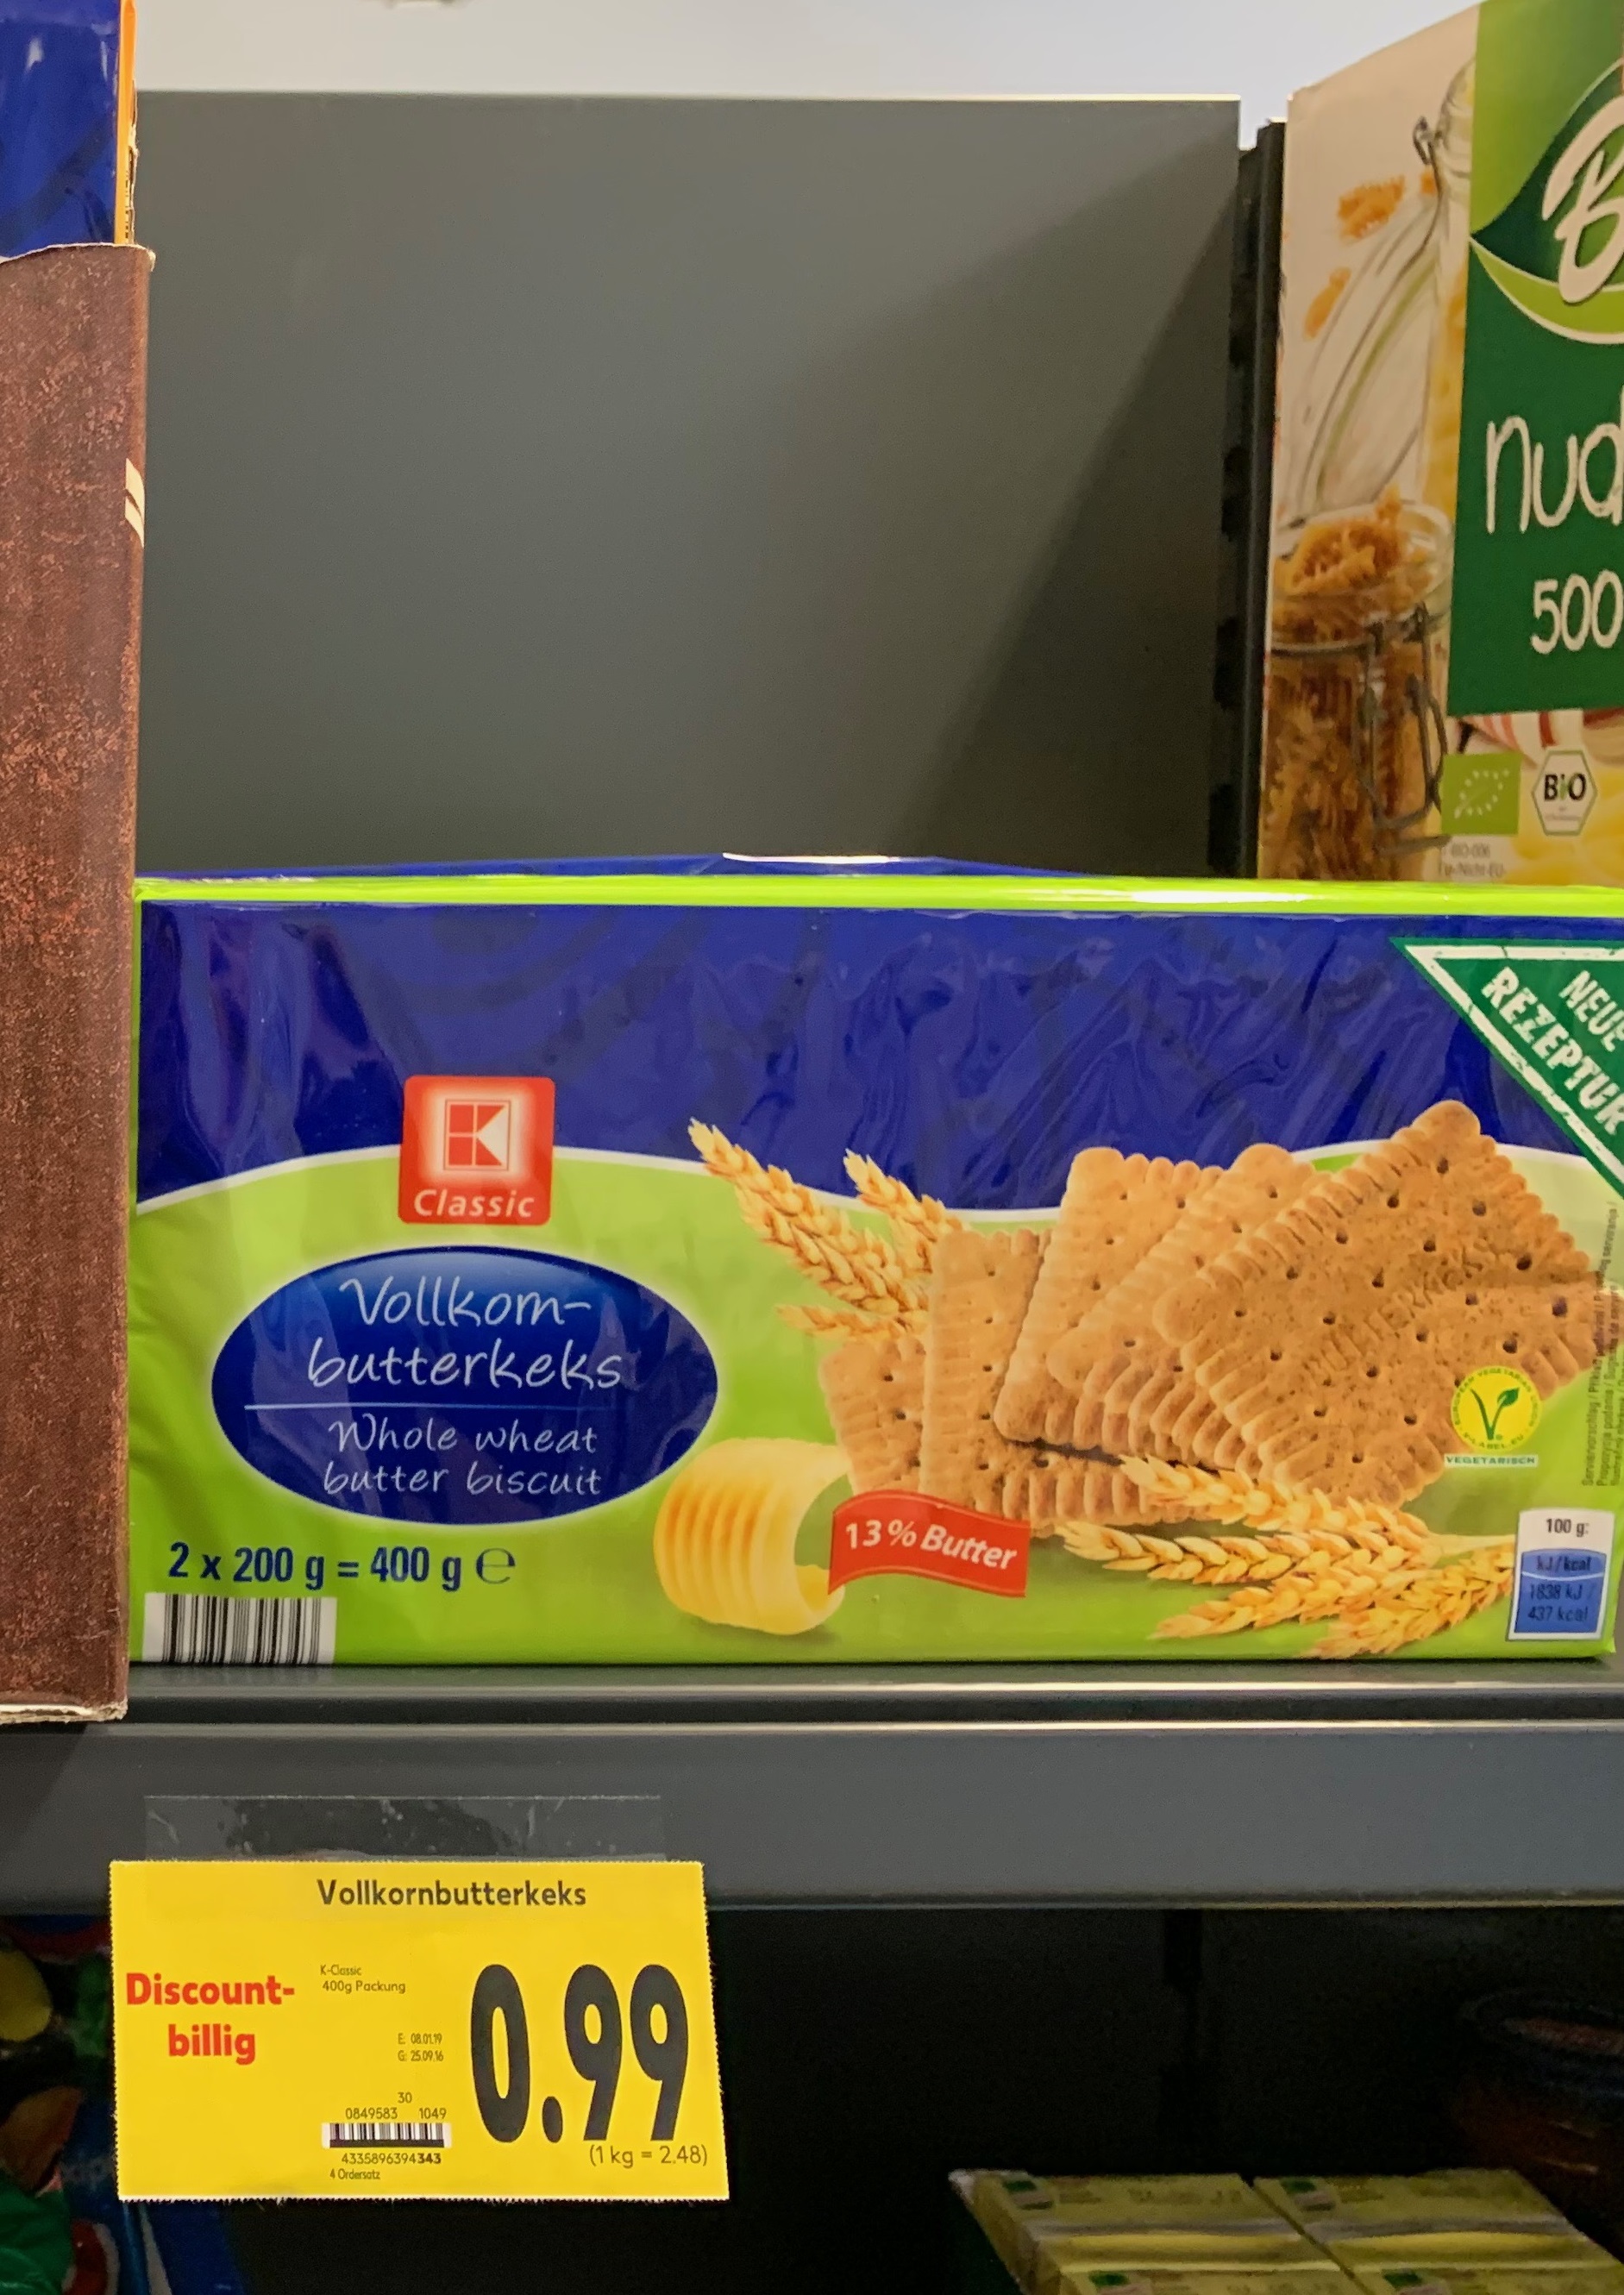 nud
500
BIO
NEUE
REZEPTUR
K
Classic
Vollkorn-
butterkeks
Whole wheat
butter biscuit
2 x 200 g = 400 g ℮
13% Butter
VEGETARISCH
100 g:
kJ/kcal
1838 kJ /
437 kcal
Vollkornbutterkeks
Discount-
billig
K-Classic
400g Packung
E: 08.01.19
G: 25.09.16
30
0849583 1049
4335896394343
4 Ordersatz
0.99
(1 kg = 2.48)